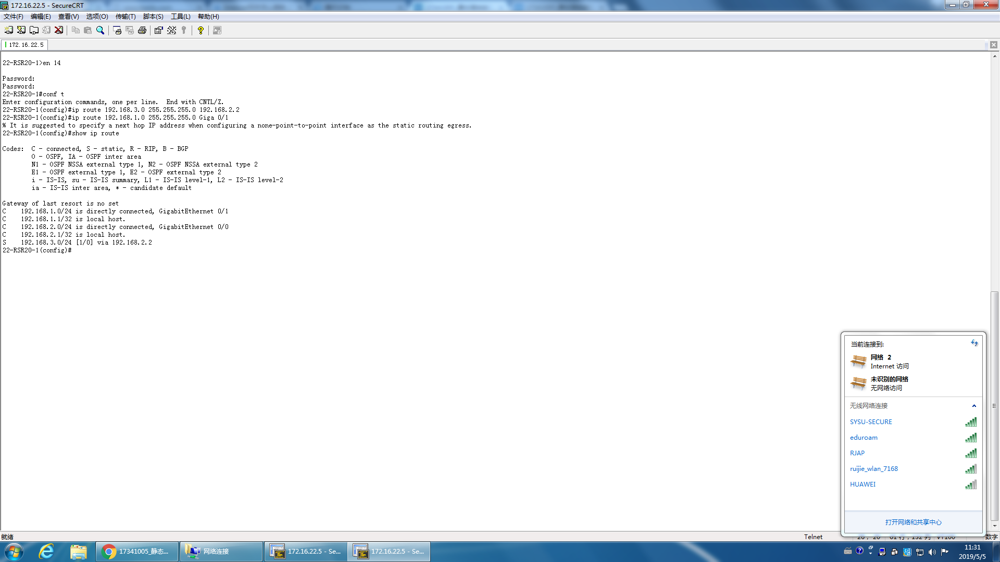 172.16.22.5 - SecureCRT
文件(F) 编辑(E) 查看(V) 选项(O) 传输(T) 脚本(S) 工具(L) 帮助(H)
172.16.22.5
22-RSR20-1>en 14
Password:
Password:
22-RSR20-1#conf t
Enter configuration commands, one per line.  End with CNTL/Z.
22-RSR20-1(config)#ip route 192.168.3.0 255.255.255.0 192.168.2.2
22-RSR20-1(config)#ip route 192.168.1.0 255.255.255.0 Giga 0/1
% It is suggested to specify a next hop IP address when configuring a none-point-to-point interface as the static routing egress.
22-RSR20-1(config)#show ip route
Codes:  C - connected, S - static, R - RIP, B - BGP
O - OSPF, IA - OSPF inter area
N1 - OSPF NSSA external type 1, N2 - OSPF NSSA external type 2
E1 - OSPF external type 1, E2 - OSPF external type 2
i - IS-IS, su - IS-IS summary, L1 - IS-IS level-1, L2 - IS-IS level-2
ia - IS-IS inter area, * - candidate default
Gateway of last resort is no set
C    192.168.1.0/24 is directly connected, GigabitEthernet 0/1
C    192.168.1.1/32 is local host.
C    192.168.2.0/24 is directly connected, GigabitEthernet 0/0
C    192.168.2.1/32 is local host.
S    192.168.3.0/24 [1/0] via 192.168.2.2
22-RSR20-1(config)#
当前连接到:
网络 2
Internet 访问
未识别的网络
无网络访问
无线网络连接
SYSU-SECURE
eduroam
RJAP
ruijie_wlan_7168
HUAWEI
打开网络和共享中心
就绪
Telnet
数字
17341005_静态...
网络连接
172.16.22.5 - Se...
172.16.22.5 - Se...
11:31
2019/5/5